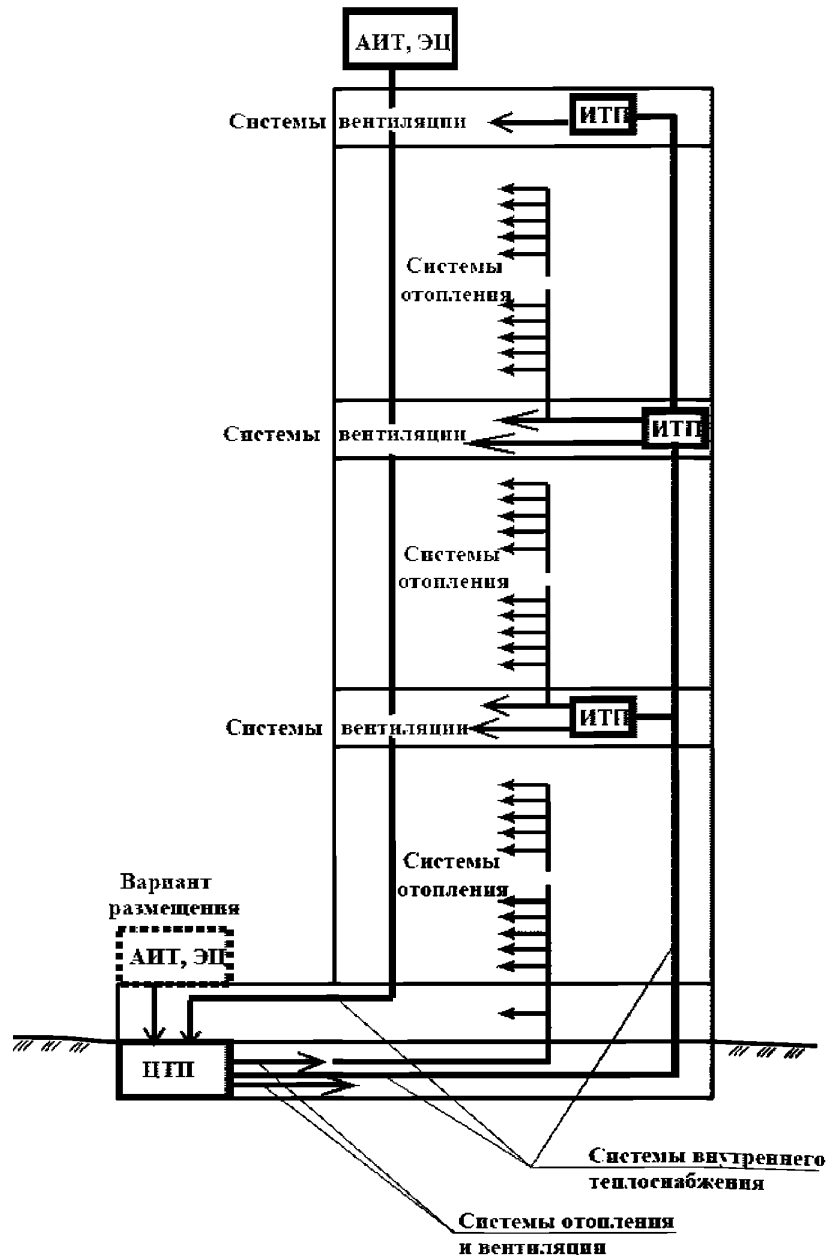 АИТ, ЭЦ
ИТП
Системы вентиляции
Системы
отопления
ИТП
Системы вентиляции
Системы
отопления
ИТП
Системы вентиляции
Системы
отопления
Вариант
размещения
АИТ, ЭЦ
ЦТП
Системы внутреннего
теплоснабжения
Системы отопления
и вентиляции